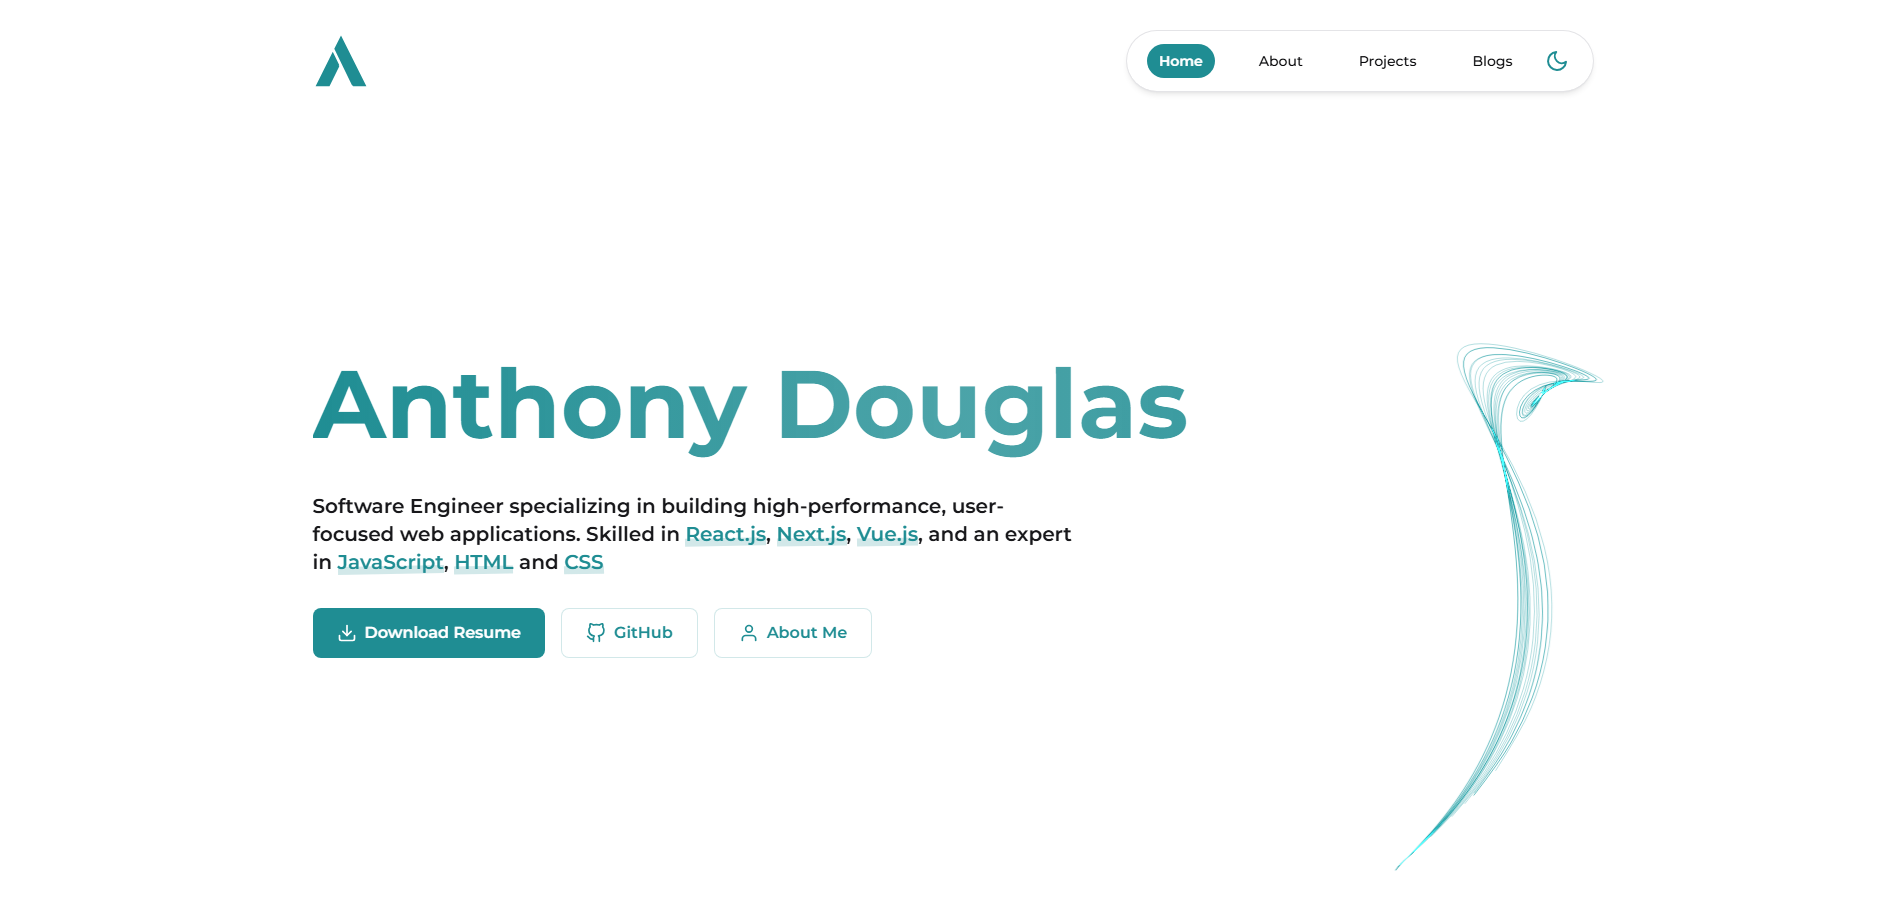 Home About Projects Blogs
Anthony Douglas
Software Engineer specializing in building high-performance, user-
focused web applications. Skilled in React.js, Next.js, Vue.js, and an expert
in JavaScript, HTML and CSS
Download Resume GitHub About Me